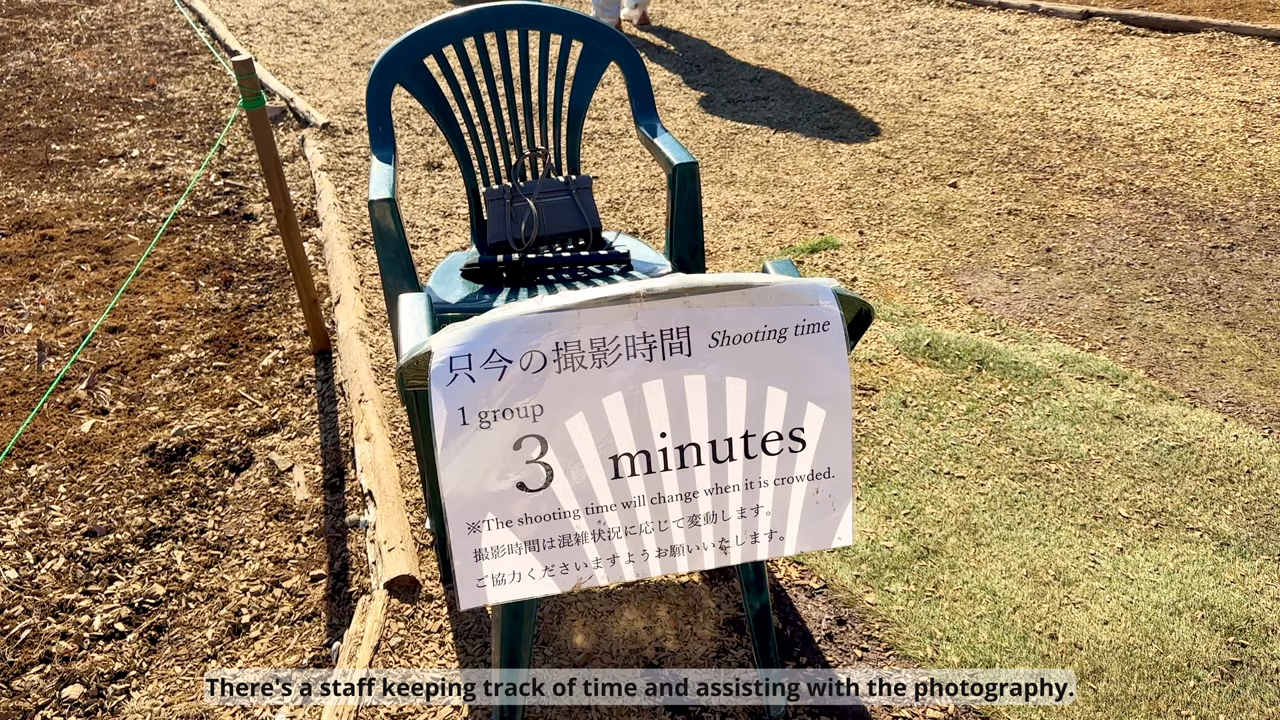 只今の撮影時間 Shooting time
1 group
3 minutes
※The shooting time will change when it is crowded.
撮影時間は混雑状況に応じて変動します。
ご協力くださいますようお願いいたします。
There's a staff keeping track of time and assisting with the photography.